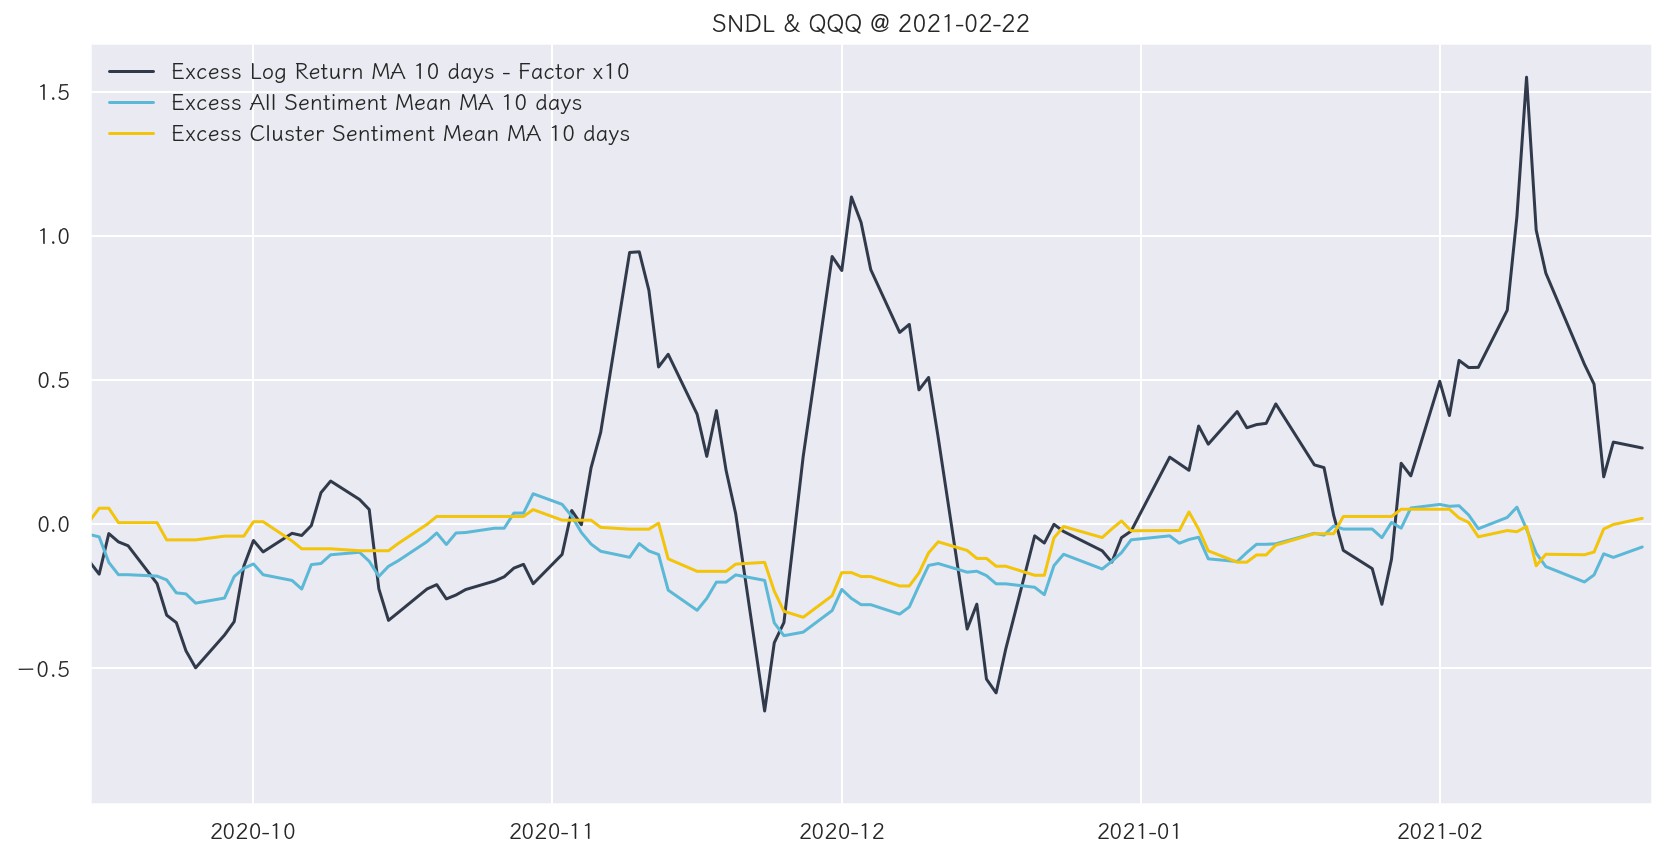 SNDL & QQQ @ 2021-02-22
Excess Log Return MA 10 days - Factor x10
Excess All Sentiment Mean MA 10 days
Excess Cluster Sentiment Mean MA 10 days
1.5
1.0
0.5
0.0
−0.5
2020-10 2020-11 2020-12 2021-01 2021-02